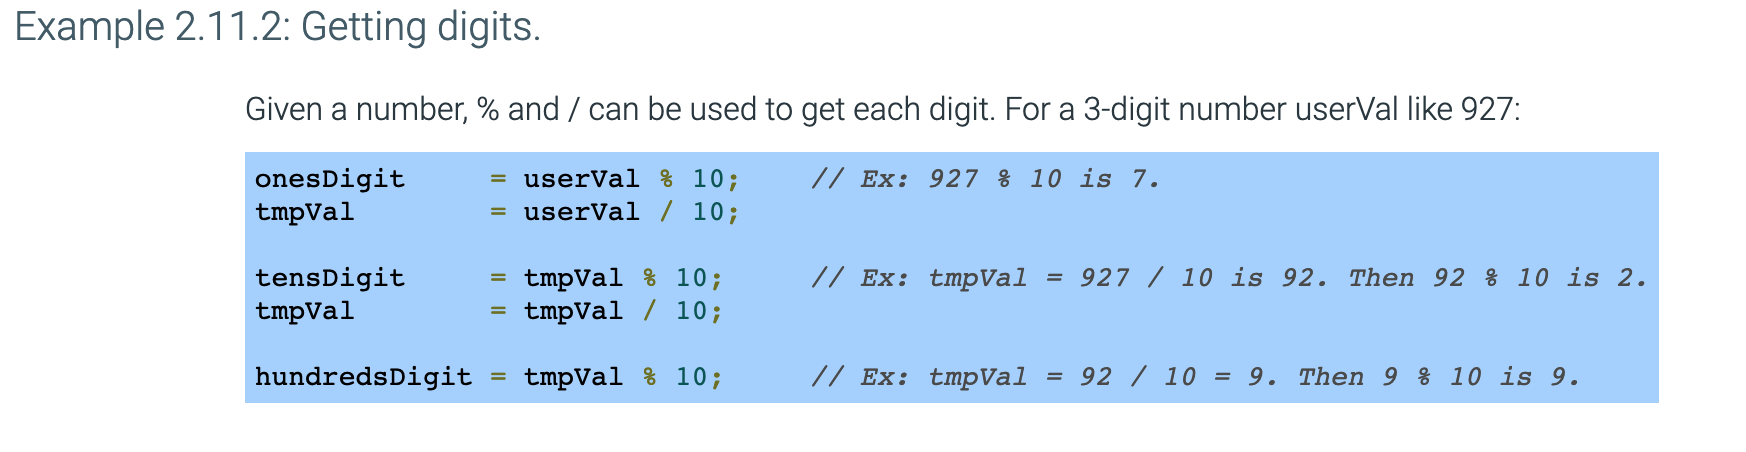 Example 2.11.2: Getting digits.
Given a number, % and / can be used to get each digit. For a 3-digit number userVal like 927:
onesDigit     = userVal % 10;    // Ex: 927 % 10 is 7.
tmpVal        = userVal / 10;
tensDigit     = tmpVal % 10;     // Ex: tmpVal = 927 / 10 is 92. Then 92 % 10 is 2.
tmpVal        = tmpVal / 10;
hundredsDigit = tmpVal % 10;     // Ex: tmpVal = 92 / 10 = 9. Then 9 % 10 is 9.